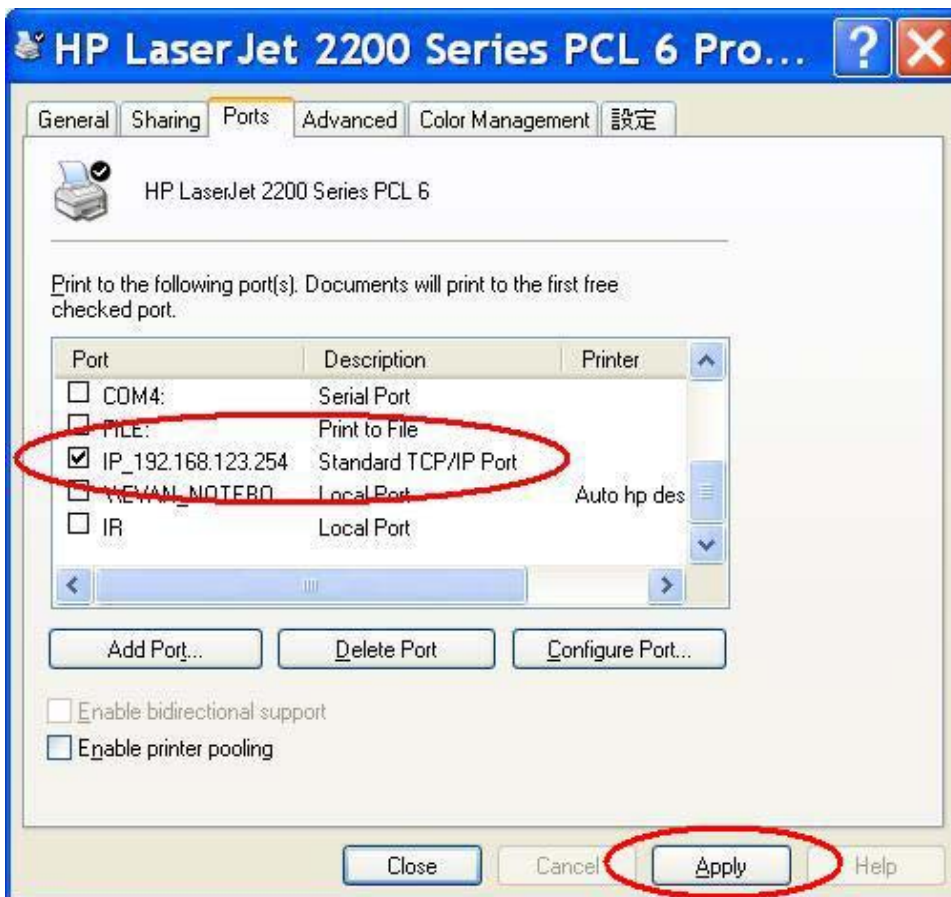 HP LaserJet 2200 Series PCL 6 Pro... ?
General Sharing Ports Advanced Color Management 設定
HP LaserJet 2200 Series PCL 6
Print to the following port(s). Documents will print to the first free
checked port.
Port Description Printer
COM4: Serial Port
FILE: Print to File
IP_192.168.123.254 Standard TCP/IP Port
\\EVAN_NOTEBO... Local Port Auto hp des
IR Local Port
Add Port... Delete Port Configure Port...
Enable bidirectional support
Enable printer pooling
Close Cancel Apply Help